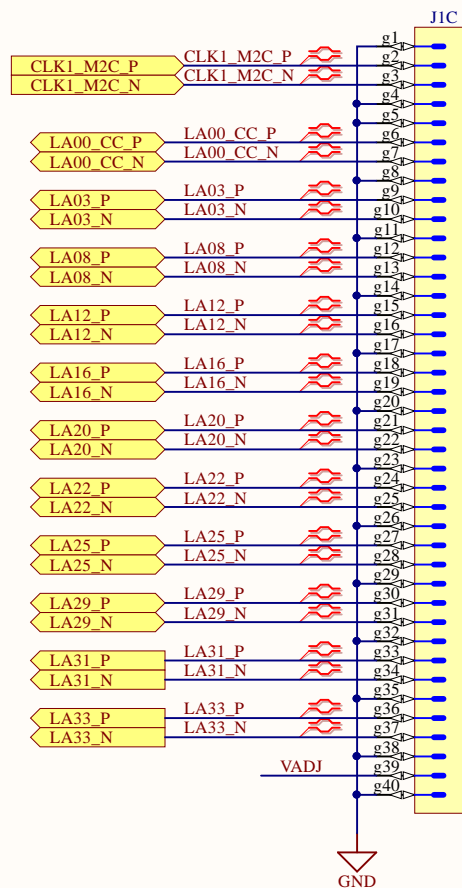 J1C
g1
CLK1_M2C_P CLK1_M2C_P g2
CLK1_M2C_N CLK1_M2C_N g3
g4
g5
LA00_CC_P LA00_CC_P g6
LA00_CC_N LA00_CC_N g7
g8
LA03_P LA03_P g9
LA03_N LA03_N g10
g11
LA08_P LA08_P g12
LA08_N LA08_N g13
g14
LA12_P LA12_P g15
LA12_N LA12_N g16
g17
LA16_P LA16_P g18
LA16_N LA16_N g19
g20
LA20_P LA20_P g21
LA20_N LA20_N g22
g23
LA22_P LA22_P g24
LA22_N LA22_N g25
g26
LA25_P LA25_P g27
LA25_N LA25_N g28
g29
LA29_P LA29_P g30
LA29_N LA29_N g31
g32
LA31_P LA31_P g33
LA31_N LA31_N g34
g35
LA33_P LA33_P g36
LA33_N LA33_N g37
g38
VADJ g39
g40
GND